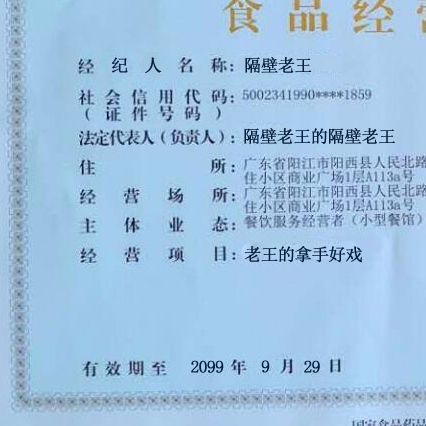 食品经营
经纪人名称：隔壁老王
社会信用代码：5002341990****1859
（证件号码）
法定代表人（负责人）：隔壁老王的隔壁老王
住所：广东省阳江市阳西县人民北路
住小区商业广场1层A113a号
经营场所：广东省阳江市阳西县人民北路
住小区商业广场1层A113a号
主体业态：餐饮服务经营者（小型餐馆）
经营项目：老王的拿手好戏
有效期至 2099 年 9 月 29 日
国家食品药品